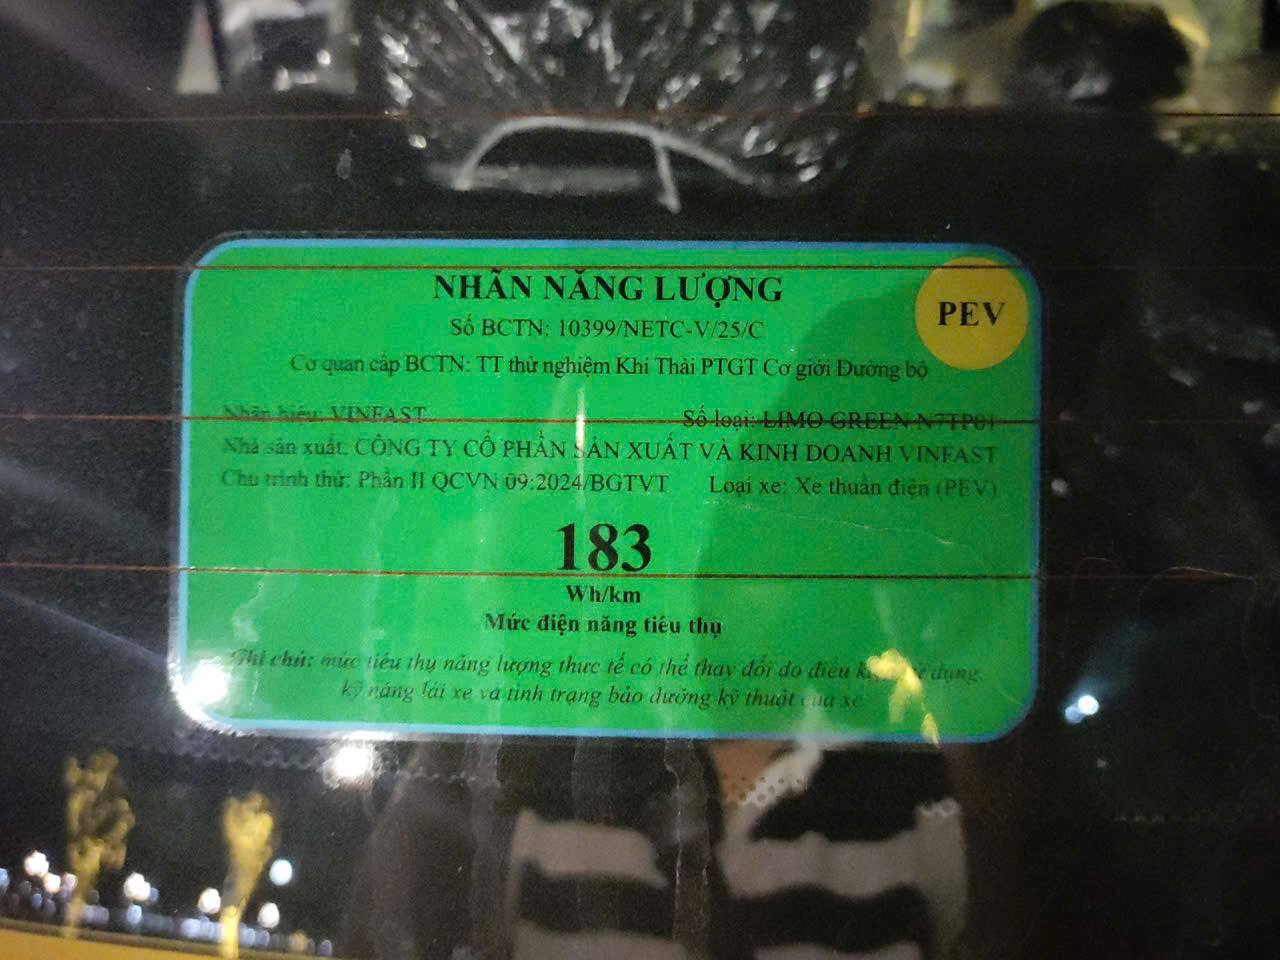 NHÃN NĂNG LƯỢNG
PEV
Số BCTN: 10399/NETC-V/25/C
Cơ quan cấp BCTN: TT thử nghiệm Khí Thải PTGT Cơ giới Đường bộ
Nhãn hiệu: VINFAST Số loại: LIMO GREEN N7TP01
Nhà sản xuất: CÔNG TY CỔ PHẦN SẢN XUẤT VÀ KINH DOANH VINFAST
Chu trình thử: Phần II QCVN 09:2024/BGTVT Loại xe: Xe thuần điện (PEV)
183
Wh/km
Mức điện năng tiêu thụ
Ghi chú: mức tiêu thụ năng lượng thực tế có thể thay đổi do điều kiện sử dụng,
kỹ năng lái xe và tình trạng bảo dưỡng kỹ thuật của xe